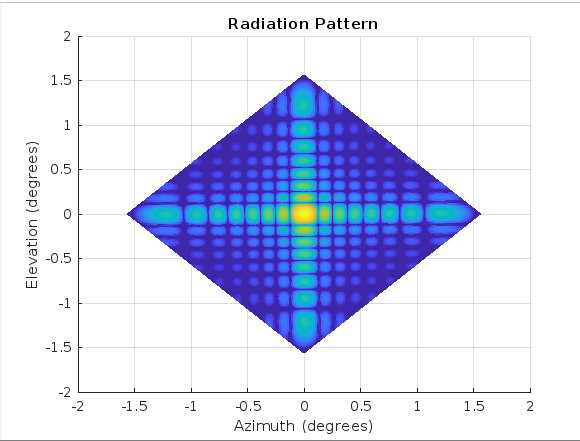 Radiation Pattern
2
1.5
1
0.5
0
-0.5
-1
-1.5
-2
Elevation (degrees)
-2 -1.5 -1 -0.5 0 0.5 1 1.5 2
Azimuth (degrees)